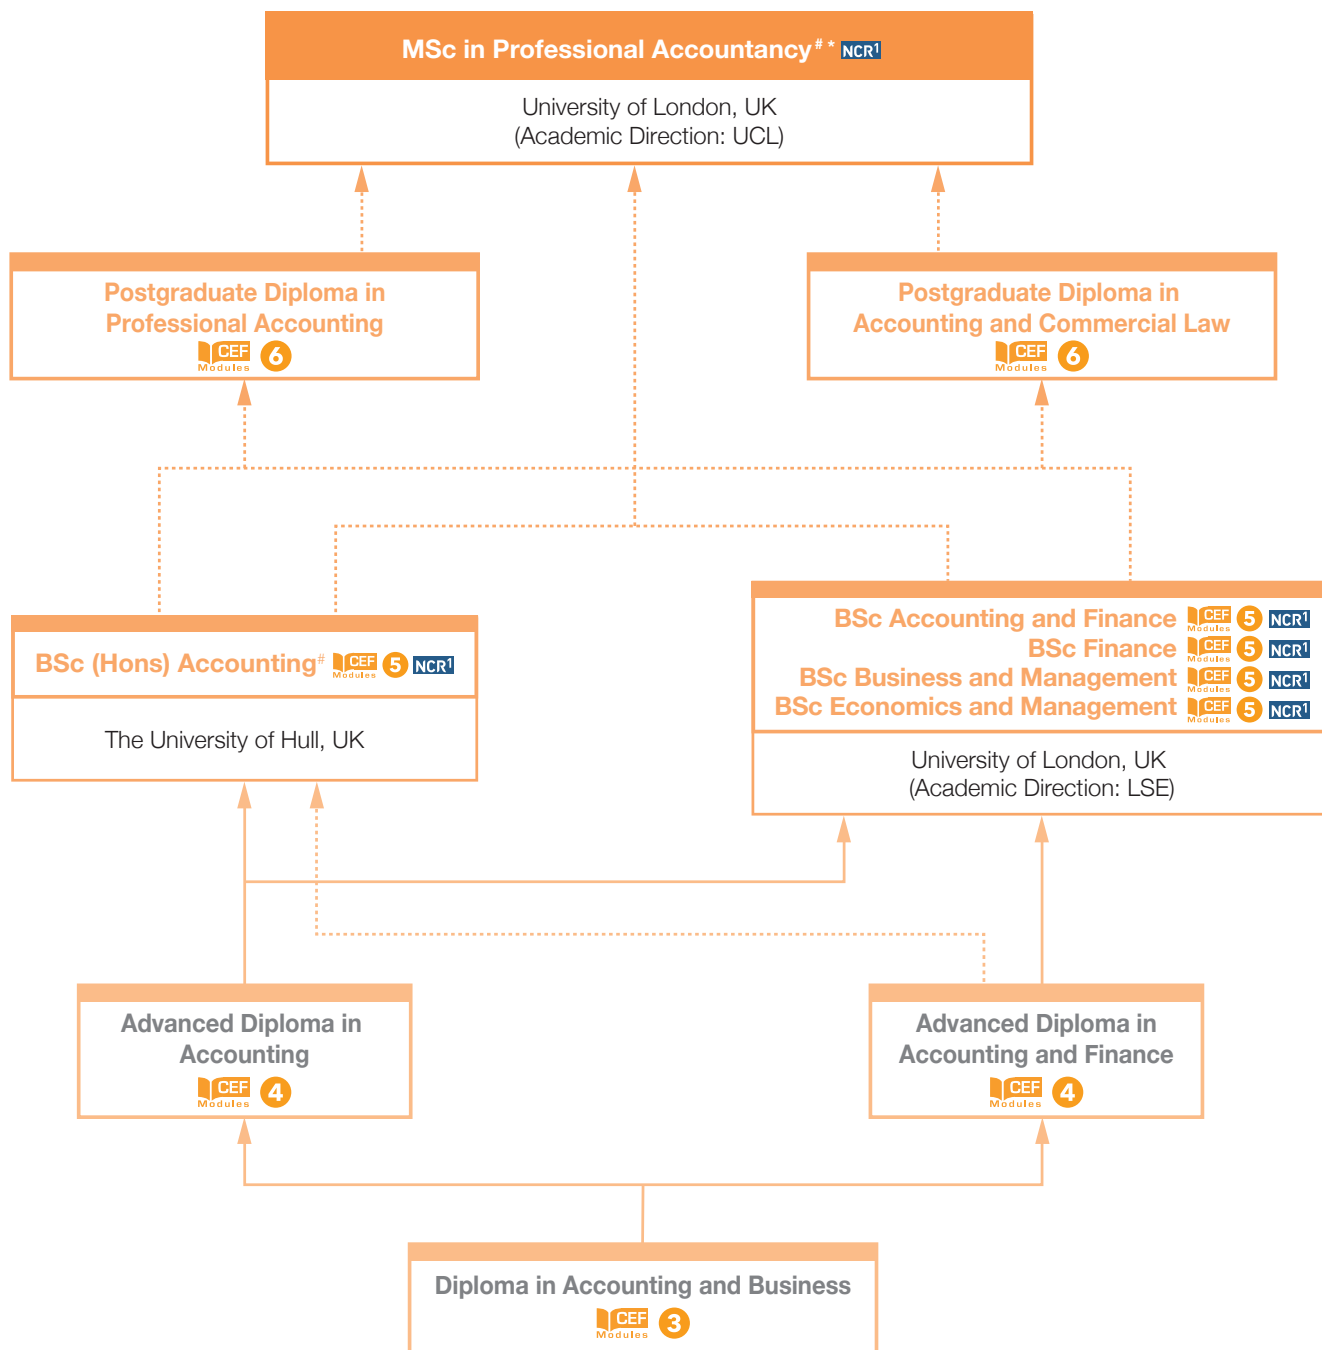 MSc in Professional Accountancy # * NCR1
University of London, UK
(Academic Direction: UCL)
Postgraduate Diploma in
Professional Accounting
CEF Modules 6
Postgraduate Diploma in
Accounting and Commercial Law
CEF Modules 6
BSc (Hons) Accounting# CEF Modules 5 NCR1
The University of Hull, UK
BSc Accounting and Finance CEF Modules 5 NCR1
BSc Finance CEF Modules 5 NCR1
BSc Business and Management CEF Modules 5 NCR1
BSc Economics and Management CEF Modules 5 NCR1
University of London, UK
(Academic Direction: LSE)
Advanced Diploma in
Accounting
CEF Modules 4
Advanced Diploma in
Accounting and Finance
CEF Modules 4
Diploma in Accounting and Business
CEF Modules 3